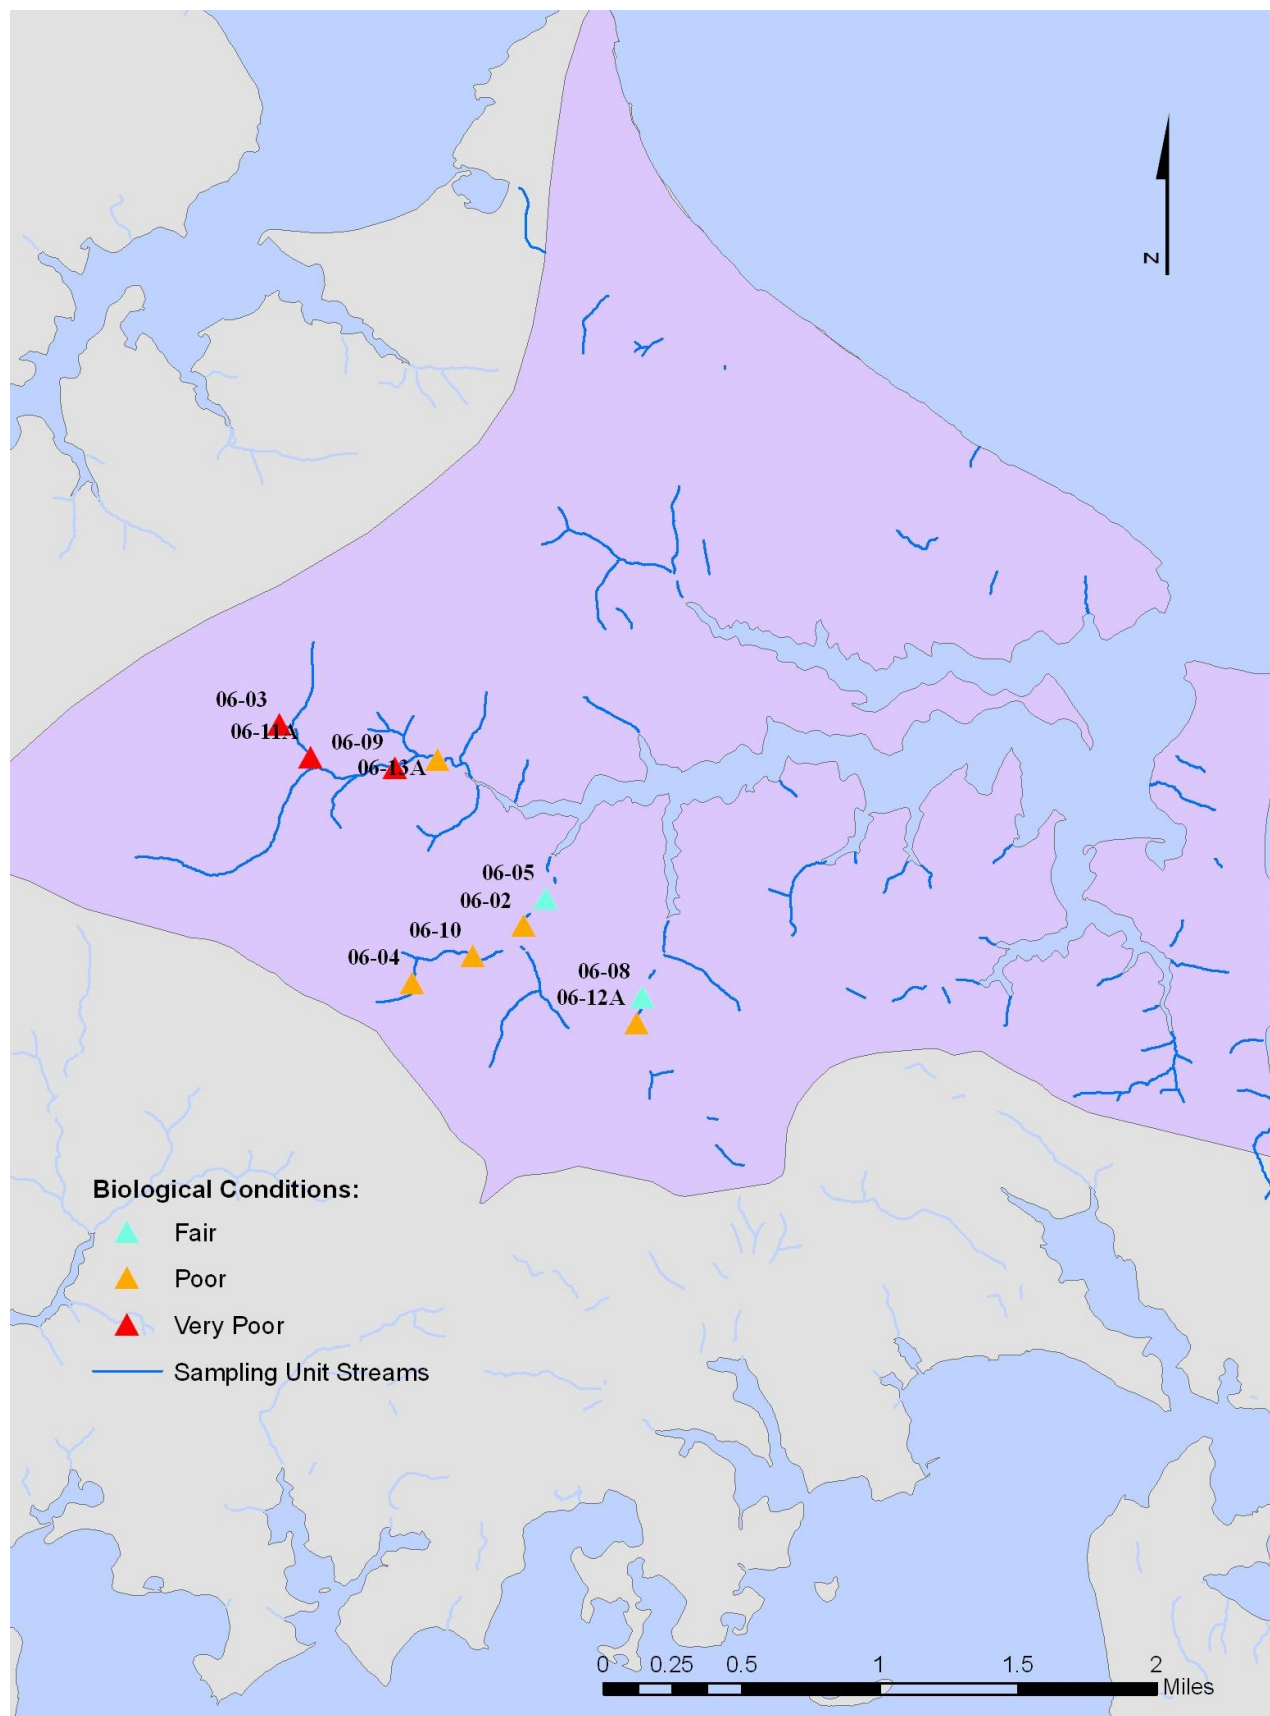 N
06-03
06-11A
06-09
06-13A
06-05
06-02
06-10
06-04
06-08
06-12A
Biological Conditions:
Fair
Poor
Very Poor
Sampling Unit Streams
0 0.25 0.5 1 1.5 2
Miles